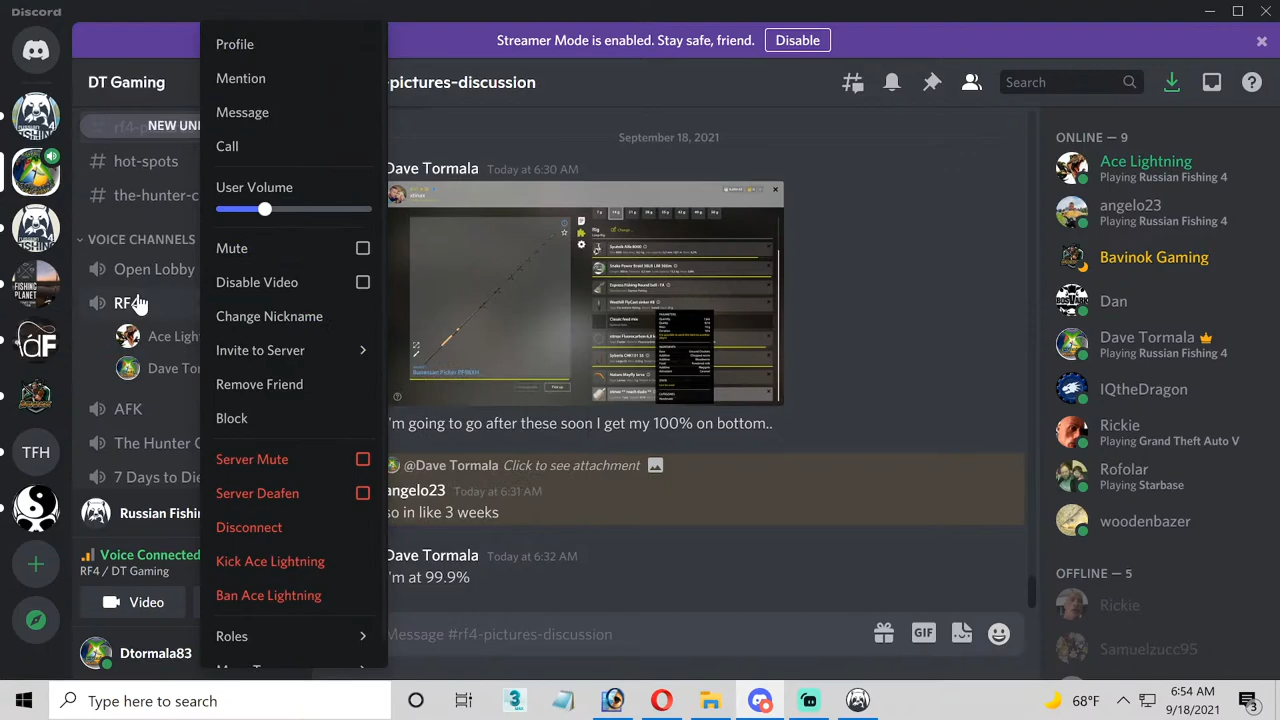 Discord
Streamer Mode is enabled. Stay safe, friend.
Disable
DT Gaming
-pictures-discussion
Search
NEW UN
# hot-spots
# the-hunter-c
VOICE CHANNELS
Open Lobby
RF4
Ace Ligh
Dave To
AFK
The Hunter C
7 Days to Die
TFH
Russian Fishin
Voice Connected
RF4 / DT Gaming
Video
Dtormala83
Profile
Mention
Message
Call
User Volume
Mute
Disable Video
Change Nickname
Invite to Server
Remove Friend
Block
Server Mute
Server Deafen
Disconnect
Kick Ace Lightning
Ban Ace Lightning
Roles
September 18, 2021
Dave Tormala Today at 6:30 AM
'm going to go after these soon I get my 100% on bottom..
@Dave Tormala Click to see attachment
angelo23 Today at 6:31 AM
so in like 3 weeks
Dave Tormala Today at 6:32 AM
'm at 99.9%
Message #rf4-pictures-discussion
GIF
ONLINE — 9
Ace Lightning
Playing Russian Fishing 4
angelo23
Playing Russian Fishing 4
Bavinok Gaming
Dan
Dave Tormala
Playing Russian Fishing 4
iQtheDragon
Rickie
Playing Grand Theft Auto V
Rofolar
Playing Starbase
woodenbazer
OFFLINE — 5
Rickie
Samuelzucc95
Type here to search
68°F
6:54 AM
9/18/2021
3